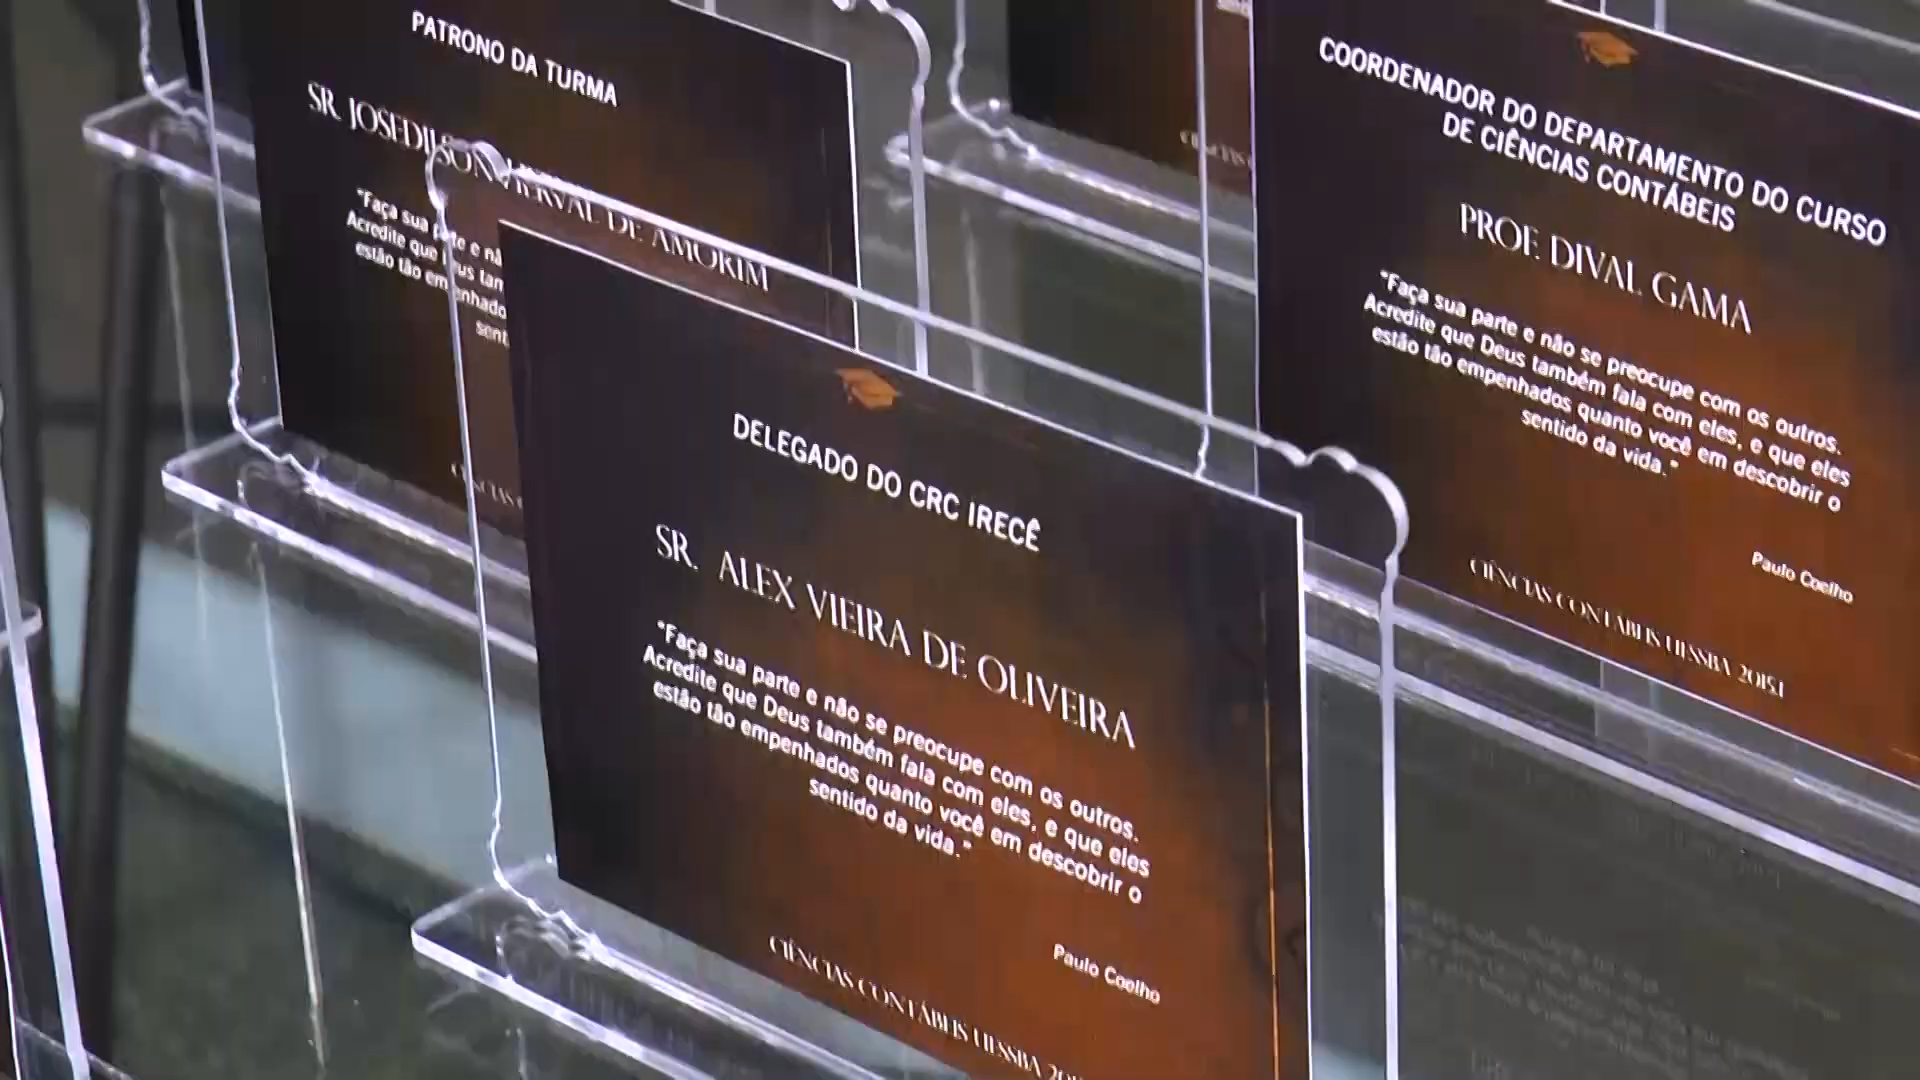 PATRONO DA TURMA
SR. JOSEDILSON DE AMORIM
"Faça sua
Acredite que
estão tão empenhados
sent
COORDENADOR DO DEPARTAMENTO DO CURSO
DE CIÊNCIAS CONTÁBEIS
PROF. DIVAL GAMA
"Faça sua parte e não se preocupe com os outros.
Acredite que Deus também fala com eles, e que eles
estão tão empenhados quanto você em descobrir o
sentido da vida."
Paulo Coelho
CIÊNCIAS CONTÁBEIS 2015.1
DELEGADO DO CRC IRECÊ
SR. ALEX VIEIRA DE OLIVEIRA
"Faça sua parte e não se preocupe com os outros.
Acredite que Deus também fala com eles, e que eles
estão tão empenhados quanto você em descobrir o
sentido da vida."
Paulo Coelho
CIÊNCIAS CONTÁBEIS